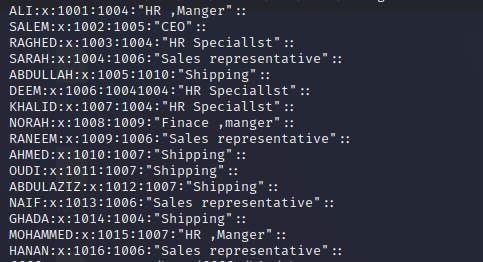 ALI:x:1001:1004:"HR ,Manger"::
SALEM:x:1002:1005:"CEO"::
RAGHED:x:1003:1004:"HR Speciallst"::
SARAH:x:1004:1006:"Sales representative"::
ABDULLAH:x:1005:1010:"Shipping"::
DEEM:x:1006:10041004:"HR Speciallst"::
KHALID:x:1007:1004:"HR Speciallst"::
NORAH:x:1008:1009:"Finace ,manger"::
RANEEM:x:1009:1006:"Sales representative"::
AHMED:x:1010:1007:"Shipping"::
OUDI:x:1011:1007:"Shipping"::
ABDULAZIZ:x:1012:1007:"Shipping"::
NAIF:x:1013:1006:"Sales representative"::
GHADA:x:1014:1004:"Shipping"::
MOHAMMED:x:1015:1007:"HR ,Manger"::
HANAN:x:1016:1006:"Sales representative"::